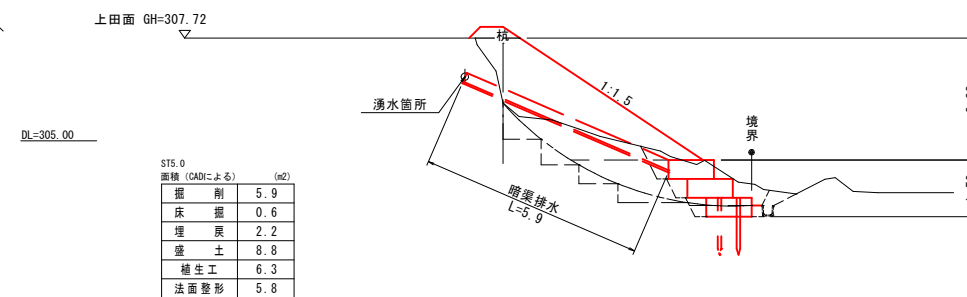 上田面 GH=307.72
杭
1:1.5
湧水箇所
境界
DL=305.00
暗渠排水
L=5.9
ST5.0
面積 (CADによる) (m2)
掘 削 5.9
床 掘 0.6
埋 戻 2.2
盛 土 8.8
植生工 6.3
法面整形 5.8